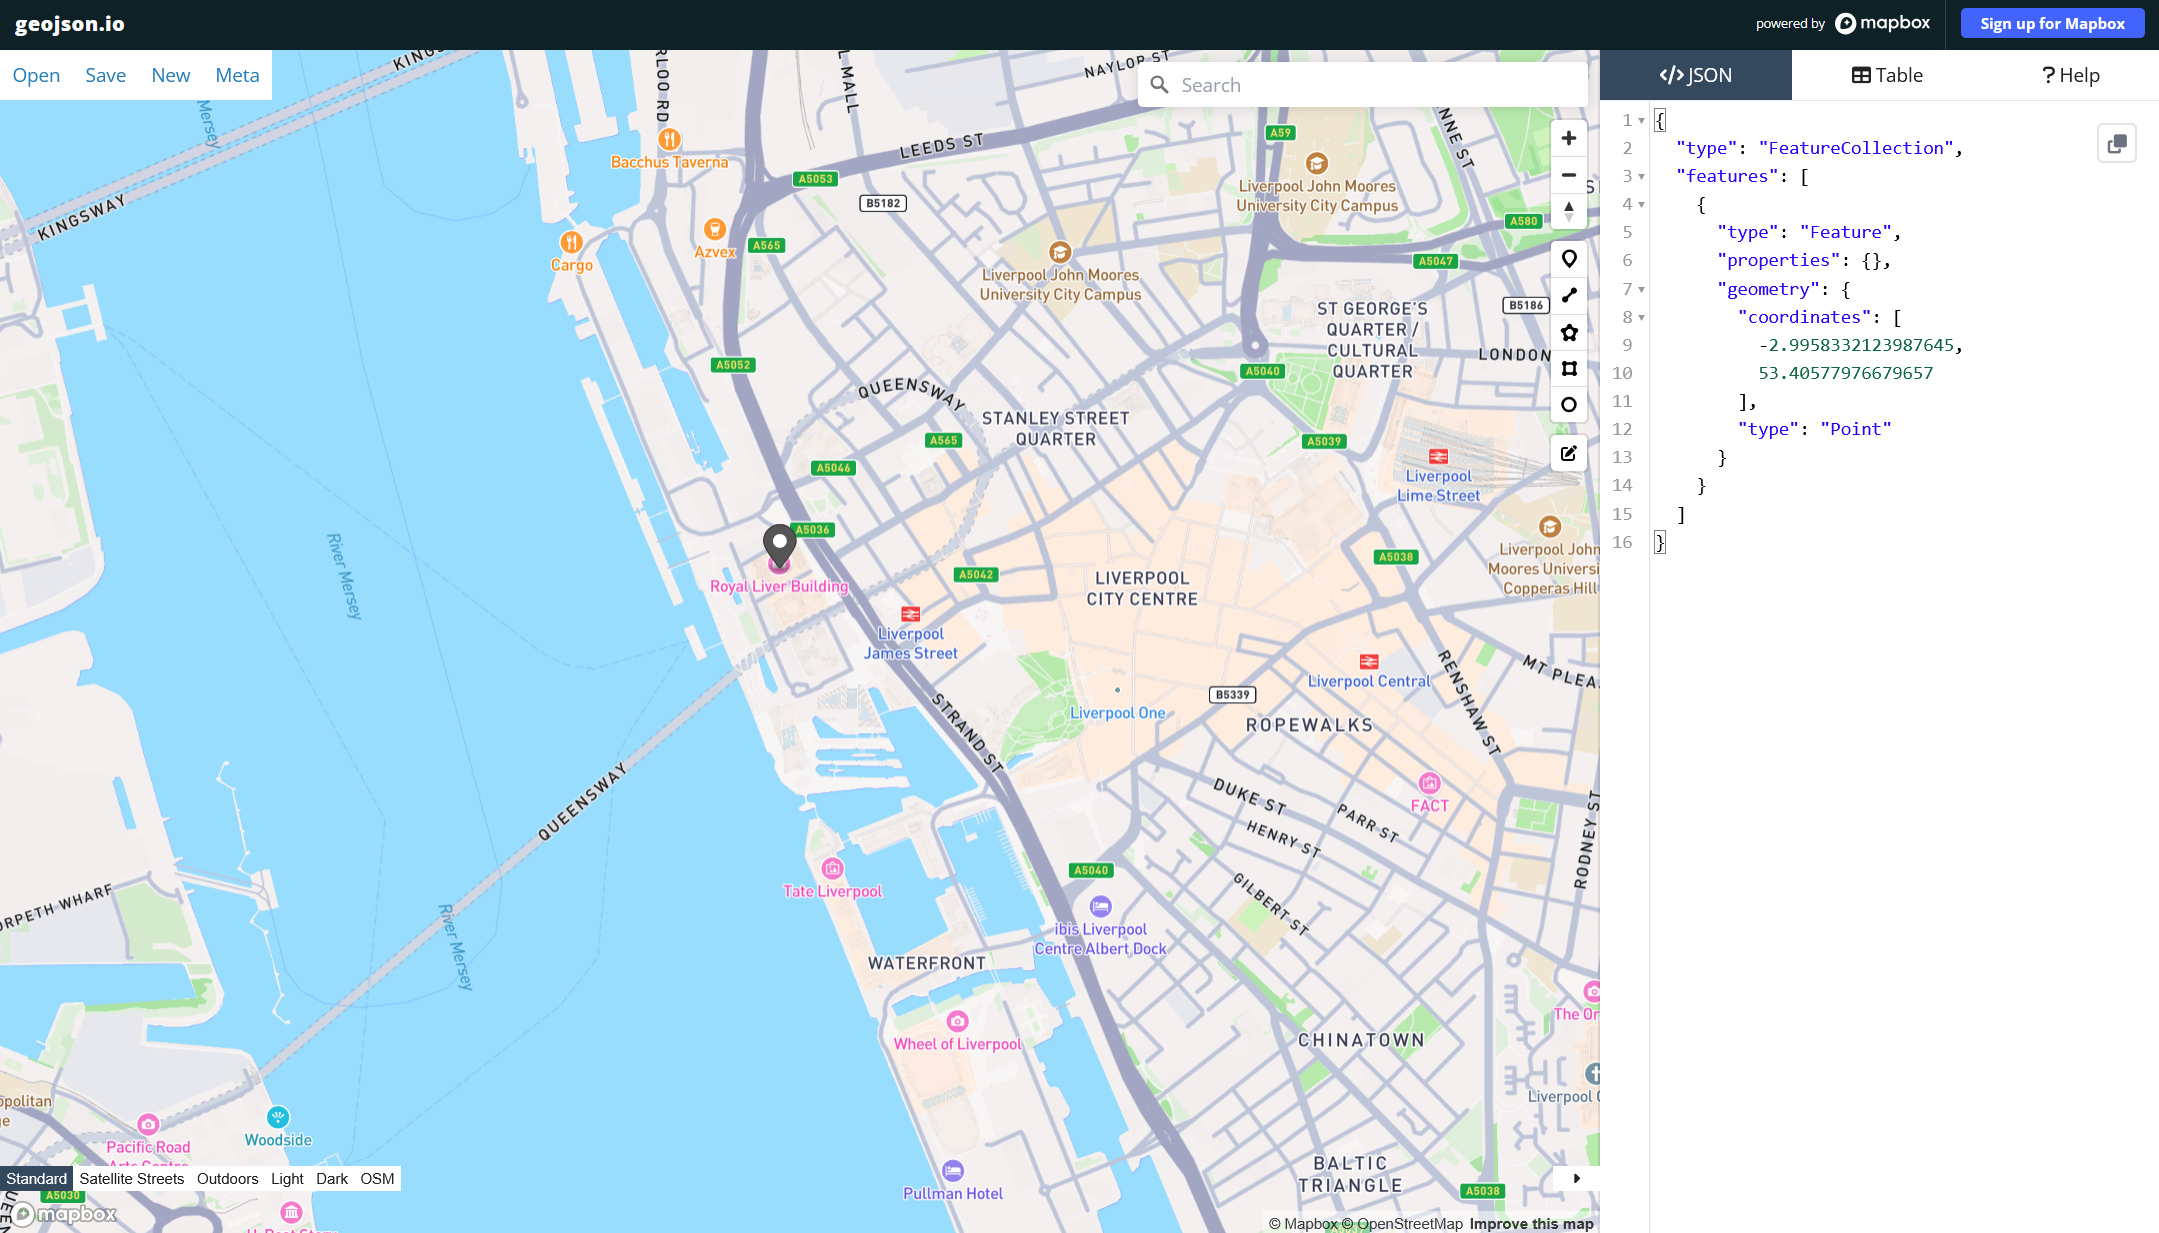 geojson.io
powered by mapbox
Sign up for Mapbox
Open Save New Meta
Search
JSON
Table
? Help
KINGSWAY
NAYLOR ST
LEEDS ST
Mersey
Bacchus Taverna
A5053
B5182
A59
Liverpool John Moores
University City Campus
A580
KINGSWAY
Azvex
A565
Cargo
Liverpool John Moores
University City Campus
A5047
B5186
ST GEORGE'S
QUARTER /
CULTURAL
QUARTER
LONDON
A5052
A5040
QUEENSWAY
STANLEY STREET
QUARTER
A565
A5039
A5046
Liverpool
Lime Street
A5036
Royal Liver Building
River Mersey
A5042
LIVERPOOL
CITY CENTRE
A5038
Liverpool John
Moores Universi
Copperas Hill
Liverpool
James Street
Liverpool Central
RENSHAW ST
MT PLEA
B5339
Liverpool One
ROPEWALKS
STRAND ST
QUEENSWAY
DUKE ST
PARR ST
HENRY ST
FACT
RODNEY ST
Tate Liverpool
A5040
GILBERT ST
ibis Liverpool
Centre Albert Dock
RPETH WHARF
River Mersey
WATERFRONT
Wheel of Liverpool
The Or
CHINATOWN
Liverpool
Pacific Road
Arts Centre
Woodside
BALTIC
TRIANGLE
Pullman Hotel
A5038
A5030
Standard Satellite Streets Outdoors Light Dark OSM
mapbox
© Mapbox © OpenStreetMap Improve this map
1 {
2 "type": "FeatureCollection",
3 "features": [
4 {
5 "type": "Feature",
6 "properties": {},
7 "geometry": {
8 "coordinates": [
9 -2.9958332123987645,
10 53.40577976679657
11 ],
12 "type": "Point"
13 }
14 }
15 ]
16 }